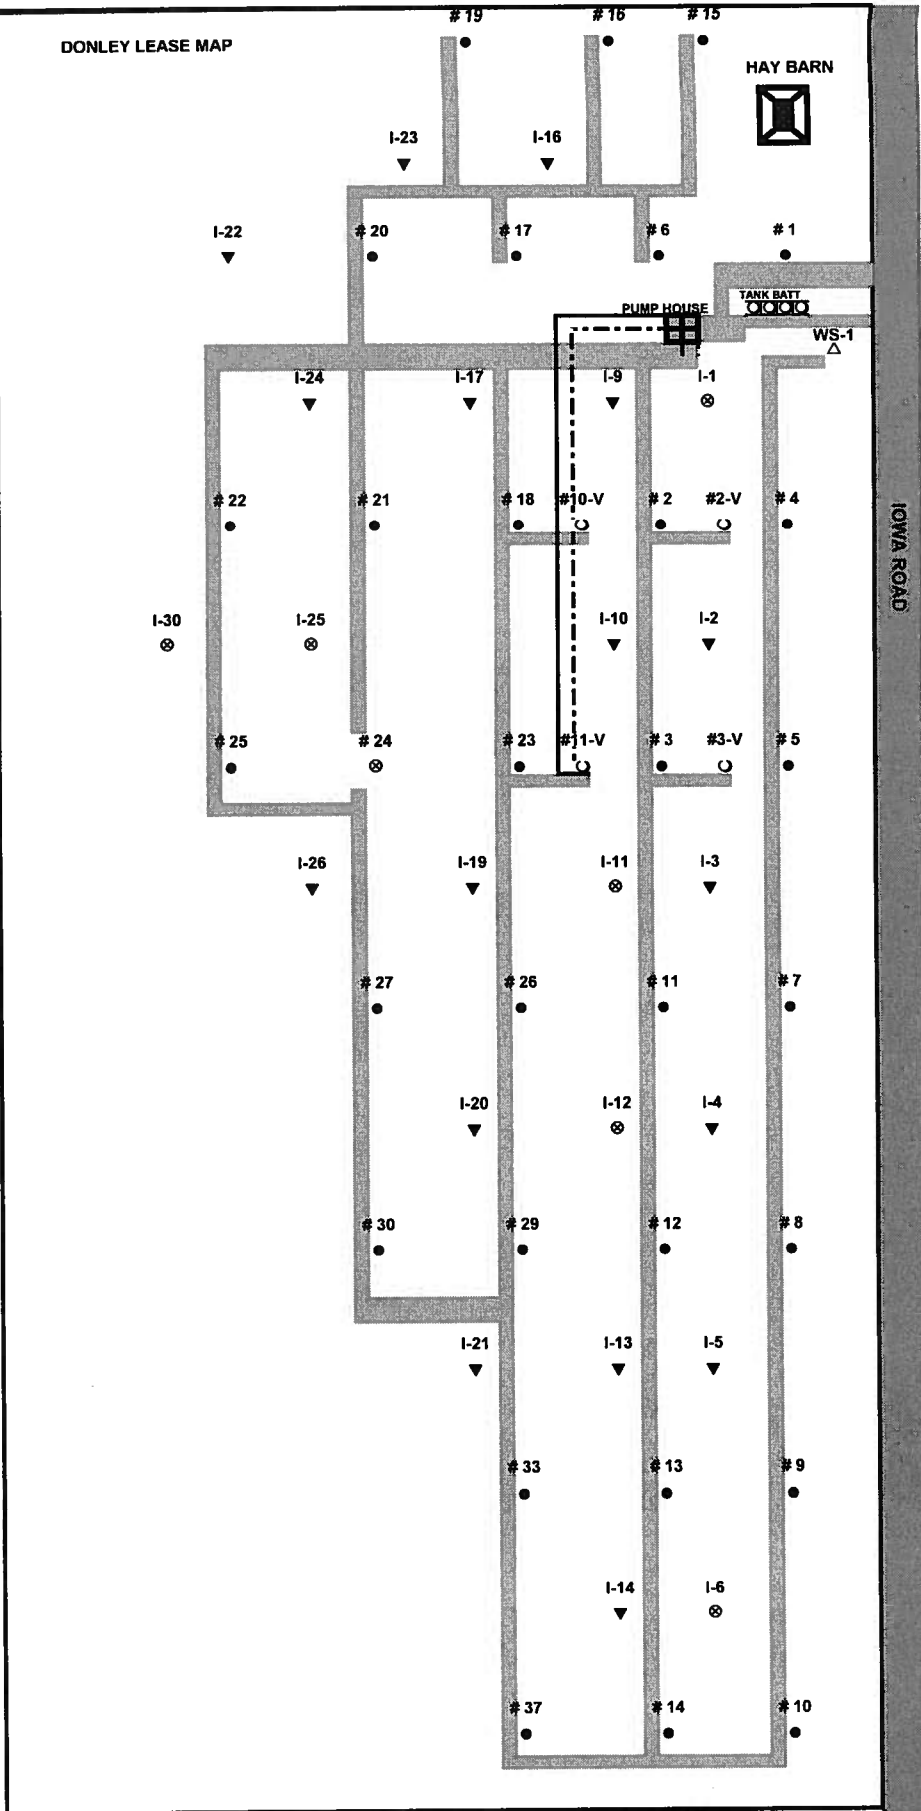 # 19 # 16 # 15
DONLEY LEASE MAP
HAY BARN
I-23 I-16
I-22 # 20 # 17 # 6 # 1
TANK BATT
PUMP HOUSE
WS-1
I-24 I-17 I-9 I-1
# 22 # 21 # 18 #10-V # 2 #2-V # 4
IOWA ROAD
I-30 I-25 I-10 I-2
# 25 # 24 # 23 #11-V # 3 #3-V # 5
I-26 I-19 I-11 I-3
# 27 # 26 # 11 # 7
I-20 I-12 I-4
# 30 # 29 # 12 # 8
I-21 I-13 I-5
# 33 # 13 # 9
I-14 I-6
# 37 # 14 # 10